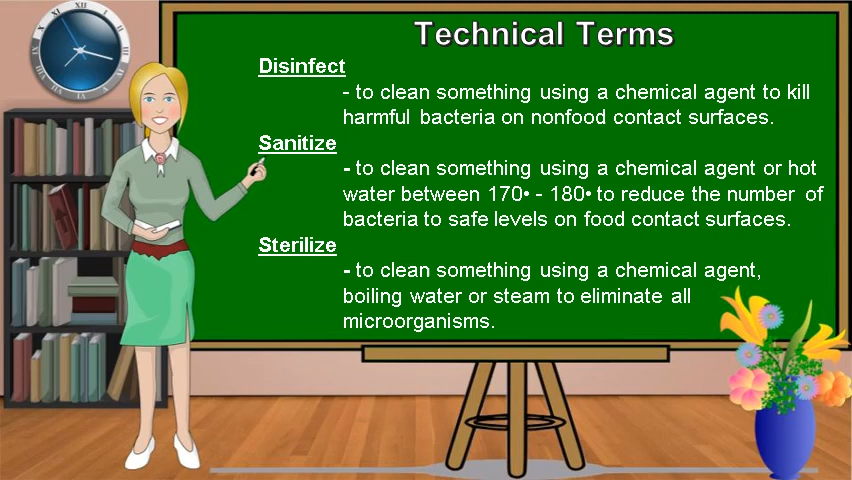 Technical Terms
Disinfect
- to clean something using a chemical agent to kill
harmful bacteria on nonfood contact surfaces.
Sanitize
- to clean something using a chemical agent or hot
water between 170• - 180• to reduce the number of
bacteria to safe levels on food contact surfaces.
Sterilize
- to clean something using a chemical agent,
boiling water or steam to eliminate all
microorganisms.